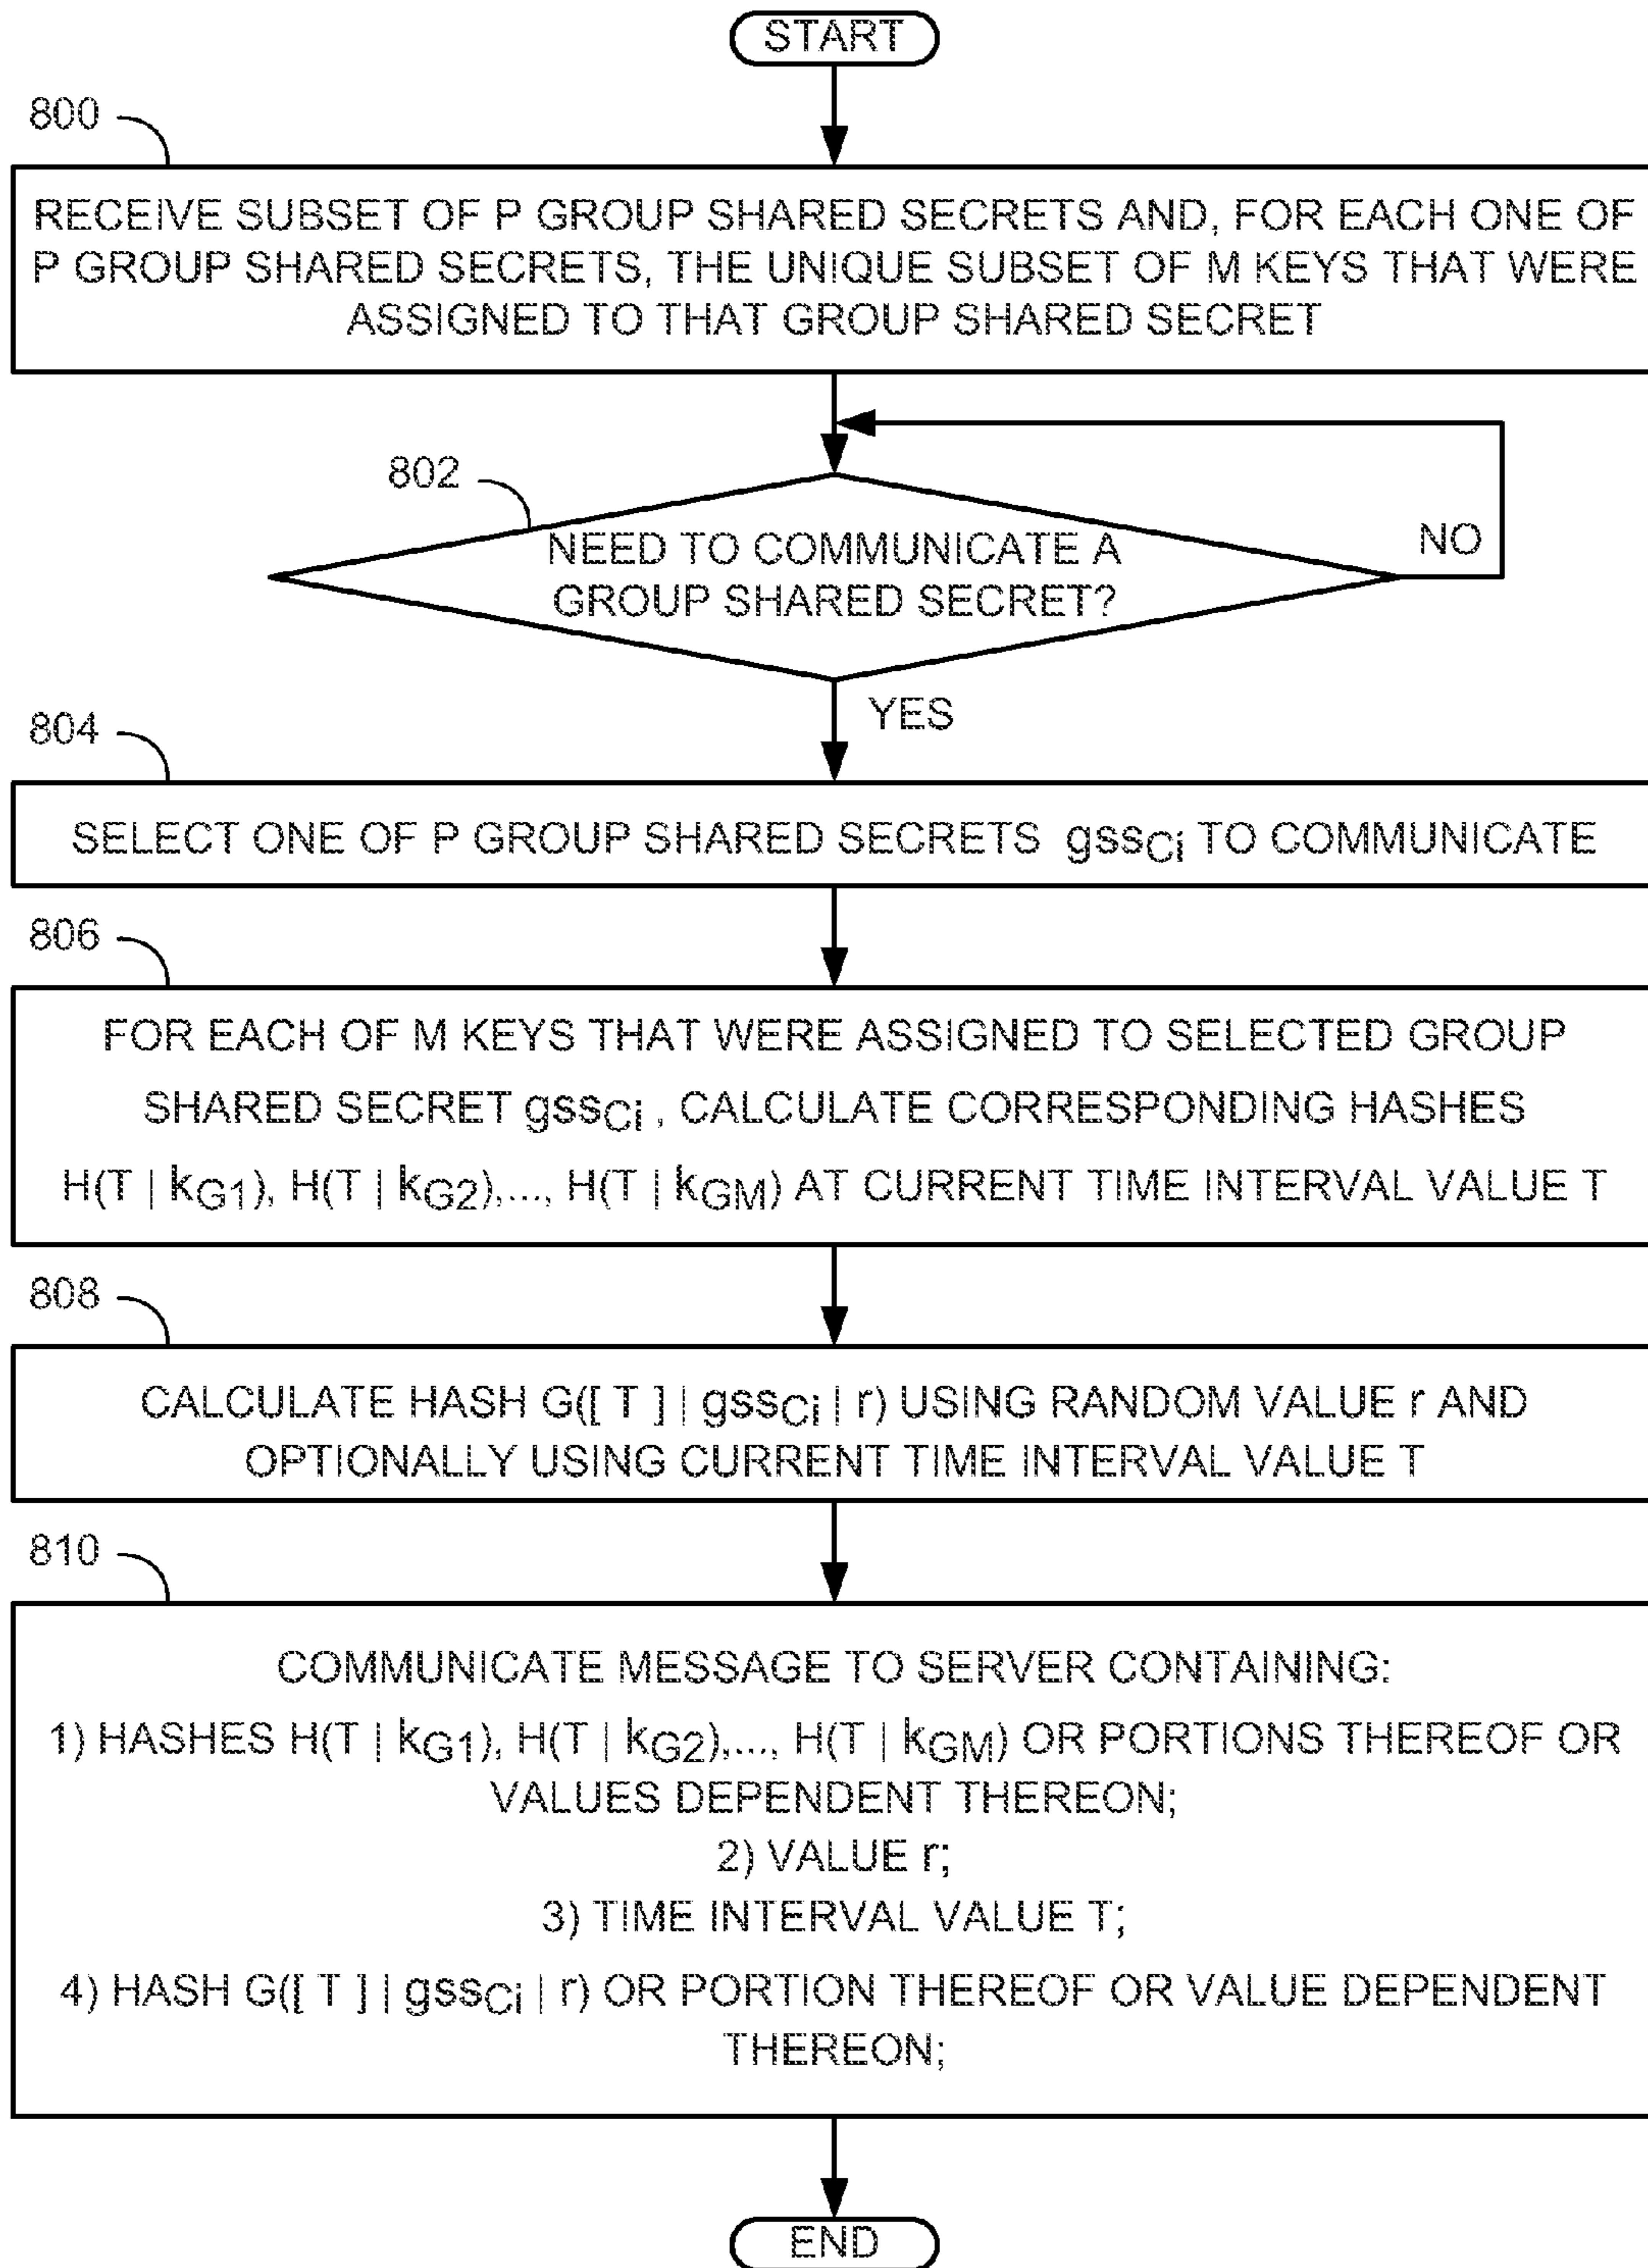 START
800
RECEIVE SUBSET OF P GROUP SHARED SECRETS AND, FOR EACH ONE OF
P GROUP SHARED SECRETS, THE UNIQUE SUBSET OF M KEYS THAT WERE
ASSIGNED TO THAT GROUP SHARED SECRET
802
NEED TO COMMUNICATE A
GROUP SHARED SECRET?
NO
YES
804
SELECT ONE OF P GROUP SHARED SECRETS gssCi TO COMMUNICATE
806
FOR EACH OF M KEYS THAT WERE ASSIGNED TO SELECTED GROUP
SHARED SECRET gssCi , CALCULATE CORRESPONDING HASHES
H(T | kG1), H(T | kG2),..., H(T | kGM) AT CURRENT TIME INTERVAL VALUE T
808
CALCULATE HASH G([ T ] | gssCi | r) USING RANDOM VALUE r AND
OPTIONALLY USING CURRENT TIME INTERVAL VALUE T
810
COMMUNICATE MESSAGE TO SERVER CONTAINING:
1) HASHES H(T | kG1), H(T | kG2),..., H(T | kGM) OR PORTIONS THEREOF OR
VALUES DEPENDENT THEREON;
2) VALUE r;
3) TIME INTERVAL VALUE T;
4) HASH G([ T ] | gssCi | r) OR PORTION THEREOF OR VALUE DEPENDENT
THEREON;
END